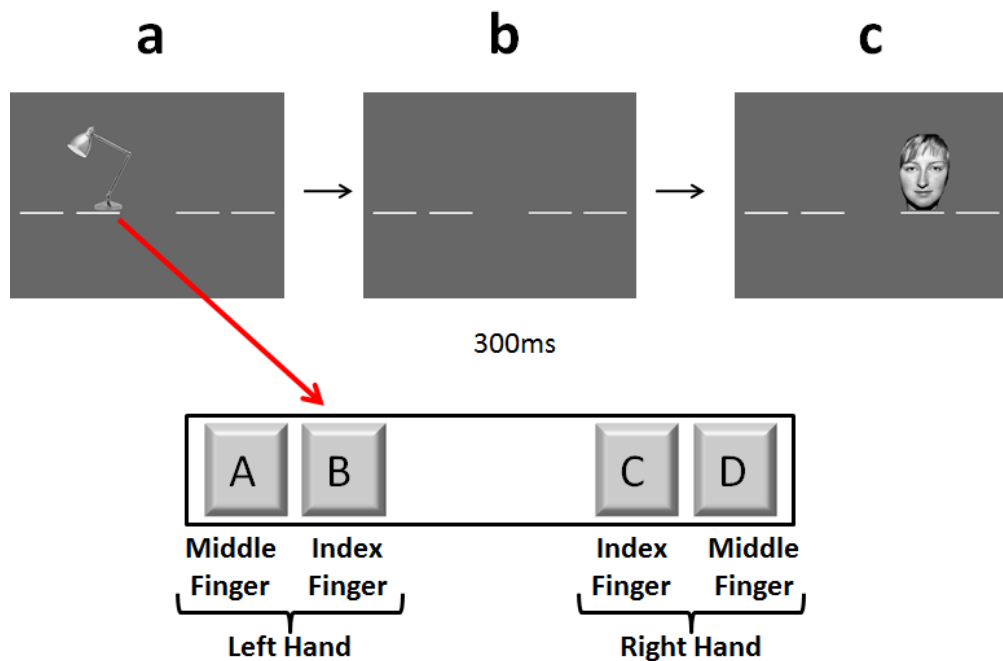 a b c
300ms
A B C D
Middle Index Index Middle
Finger Finger Finger Finger
Left Hand Right Hand